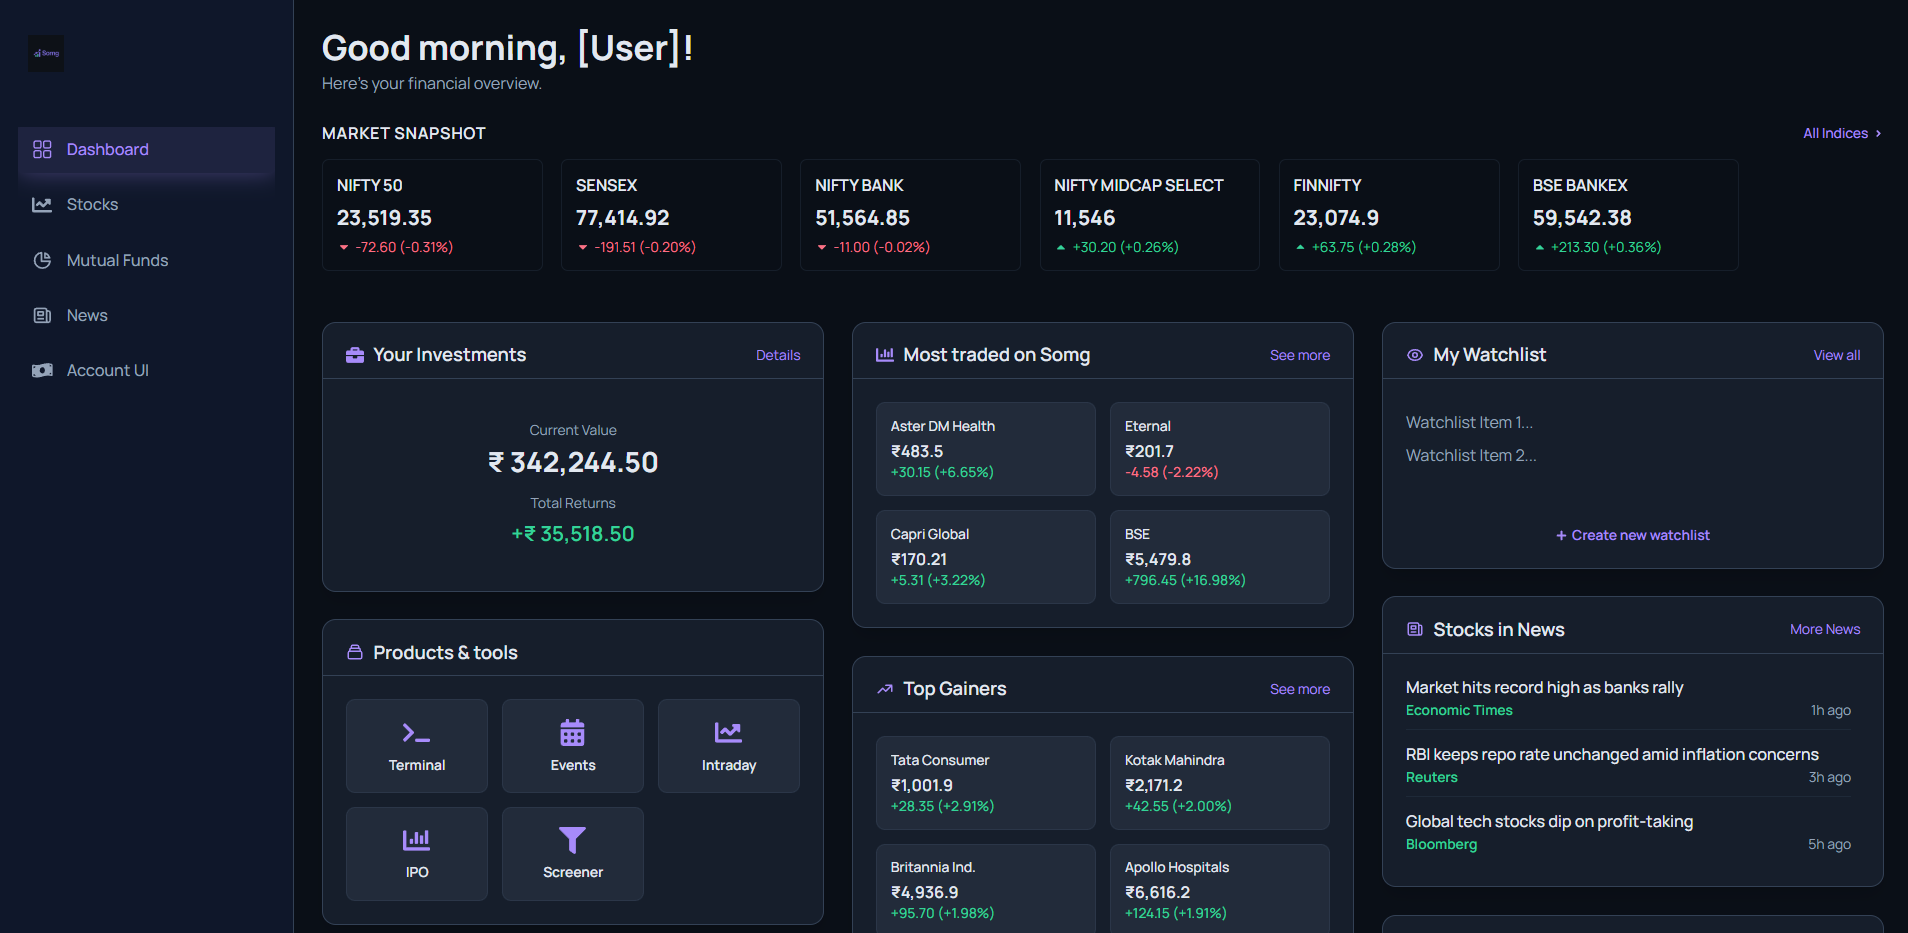 Somg
Dashboard
Stocks
Mutual Funds
News
Account UI
Good morning, [User]!
Here's your financial overview.
MARKET SNAPSHOT
All Indices
NIFTY 50
23,519.35
-72.60 (-0.31%)
SENSEX
77,414.92
-191.51 (-0.20%)
NIFTY BANK
51,564.85
-11.00 (-0.02%)
NIFTY MIDCAP SELECT
11,546
+30.20 (+0.26%)
FINNIFTY
23,074.9
+63.75 (+0.28%)
BSE BANKEX
59,542.38
+213.30 (+0.36%)
Your Investments
Details
Current Value
₹ 342,244.50
Total Returns
+₹ 35,518.50
Products & tools
Terminal
Events
Intraday
IPO
Screener
Most traded on Somg
See more
Aster DM Health
₹483.5
+30.15 (+6.65%)
Eternal
₹201.7
-4.58 (-2.22%)
Capri Global
₹170.21
+5.31 (+3.22%)
BSE
₹5,479.8
+796.45 (+16.98%)
Top Gainers
See more
Tata Consumer
₹1,001.9
+28.35 (+2.91%)
Kotak Mahindra
₹2,171.2
+42.55 (+2.00%)
Britannia Ind.
₹4,936.9
+95.70 (+1.98%)
Apollo Hospitals
₹6,616.2
+124.15 (+1.91%)
My Watchlist
View all
Watchlist Item 1...
Watchlist Item 2...
+ Create new watchlist
Stocks in News
More News
Market hits record high as banks rally
Economic Times
1h ago
RBI keeps repo rate unchanged amid inflation concerns
Reuters
3h ago
Global tech stocks dip on profit-taking
Bloomberg
5h ago